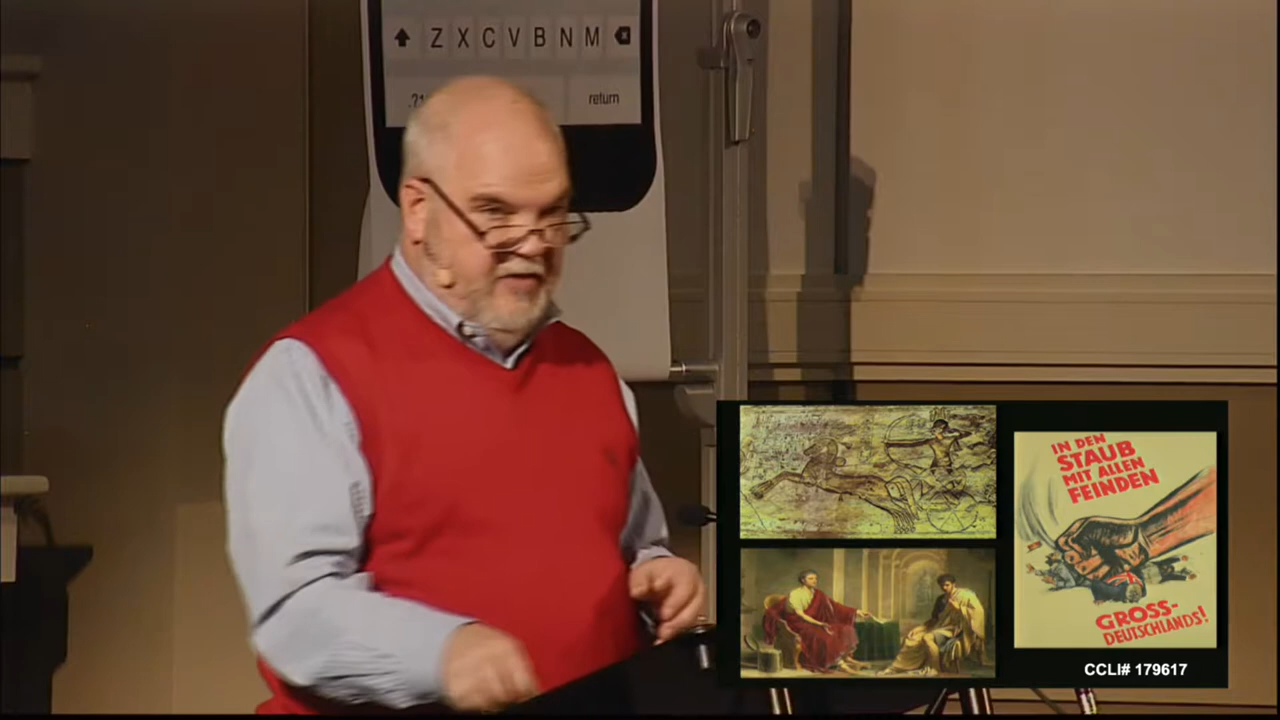 Z X C V B N M
return
IN DEN
STAUB
MIT ALLEN
FEINDEN
GROSS-
DEUTSCHLANDS!
CCLI# 179617